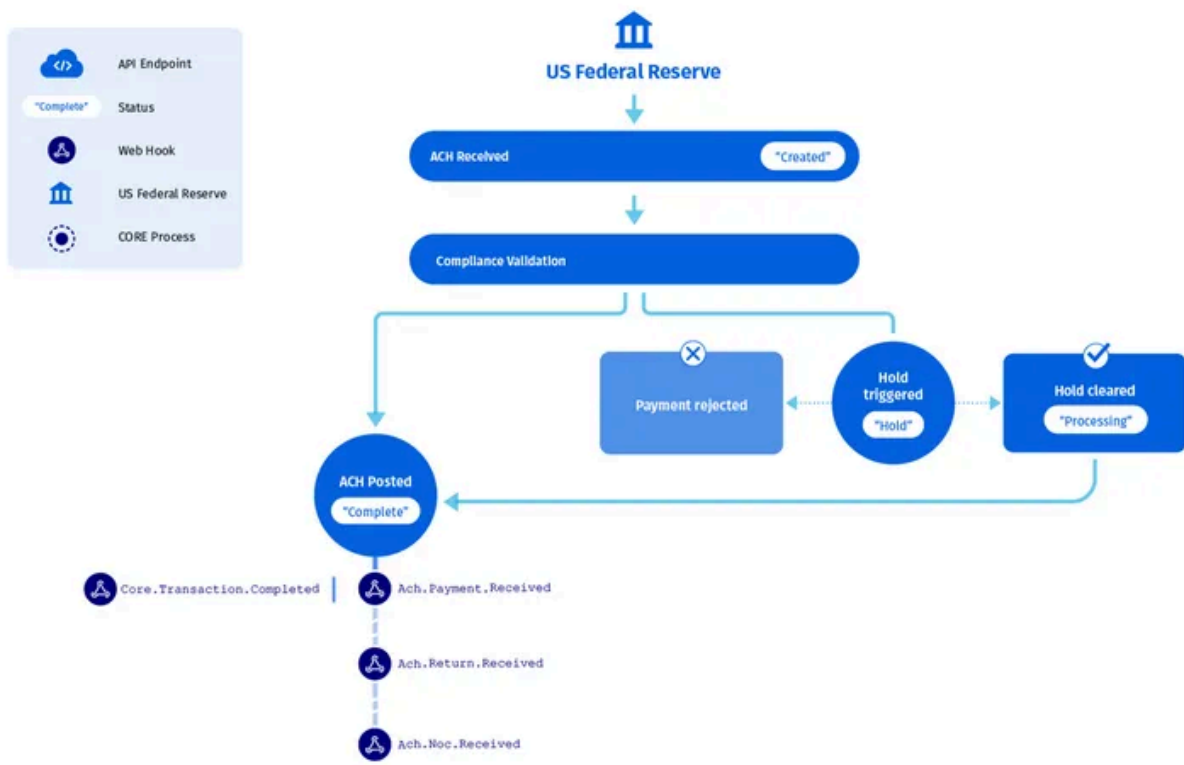 API Endpoint
"Complete"
Status
Web Hook
US Federal Reserve
CORE Process
US Federal Reserve
ACH Received
"Created"
Compliance Validation
Payment rejected
Hold
triggered
"Hold"
Hold cleared
"Processing"
ACH Posted
"Complete"
Core.Transaction.Completed
Ach.Payment.Received
Ach.Return.Received
Ach.Noc.Received